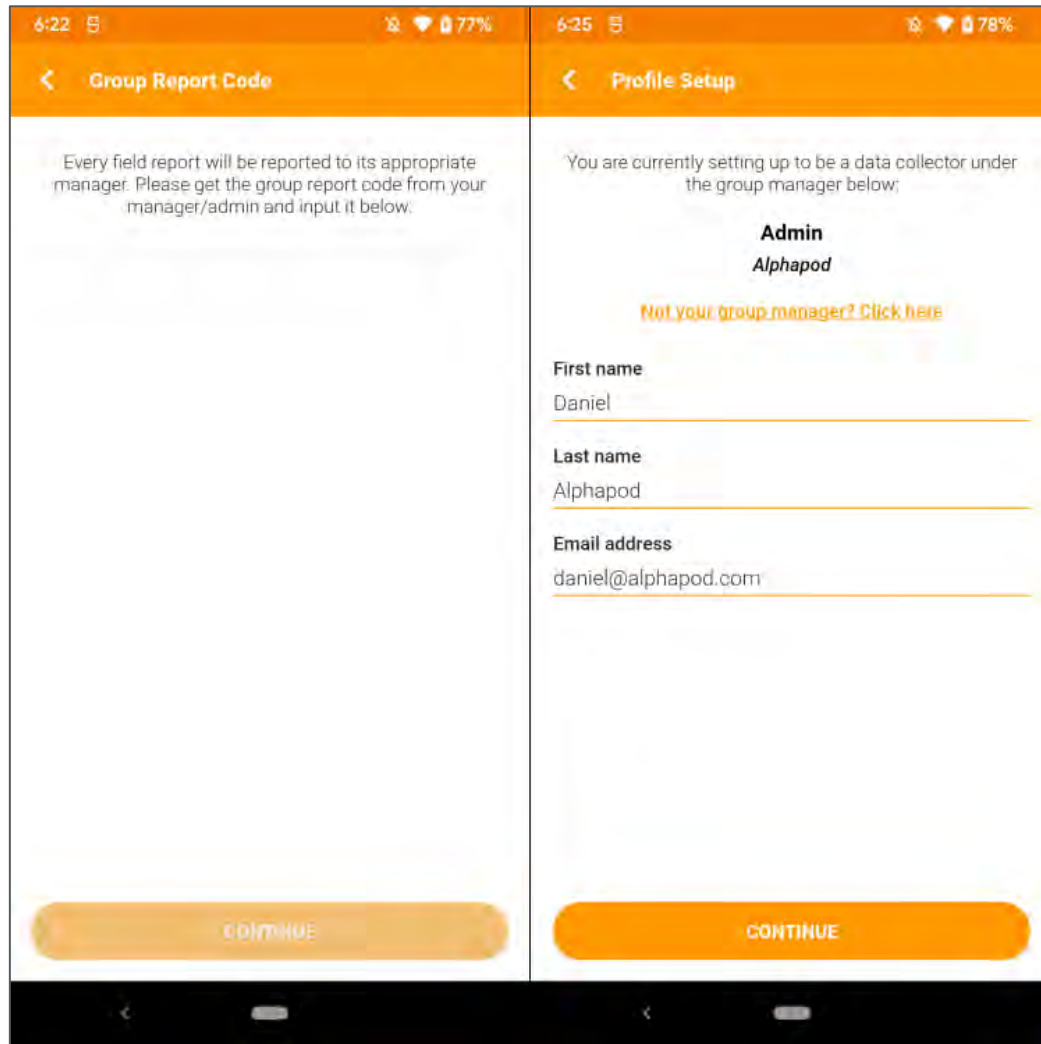 6:22
77%
Group Report Code
Every field report will be reported to its appropriate
manager. Please get the group report code from your
manager/admin and input it below.
CONTINUE
6:25
78%
Profile Setup
You are currently setting up to be a data collector under
the group manager below:
Admin
Alphapod
Not your group manager? Click here
First name
Daniel
Last name
Alphapod
Email address
daniel@alphapod.com
CONTINUE